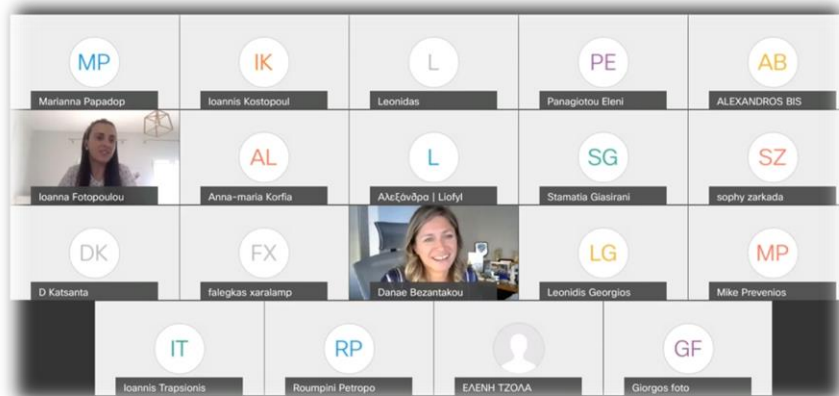 MP
IK
L
PE
AB
Marianna Papadop
Ioannis Kostopoul
Leonidas
Panagiotou Eleni
ALEXANDROS BIS
AL
L
SG
SZ
Ioanna Fotopoulou
Anna-maria Korfia
Αλεξάνδρα | Liofyl
Stamatia Giasirani
sophy zarkada
DK
FX
LG
MP
D Katsanta
falegkas xaralamp
Danae Bezantakou
Leonidis Georgios
Mike Prevenios
IT
RP
GF
Ioannis Trapsionis
Roumpini Petropo
ΕΛΕΝΗ ΤΖΟΛΑ
Giorgos foto